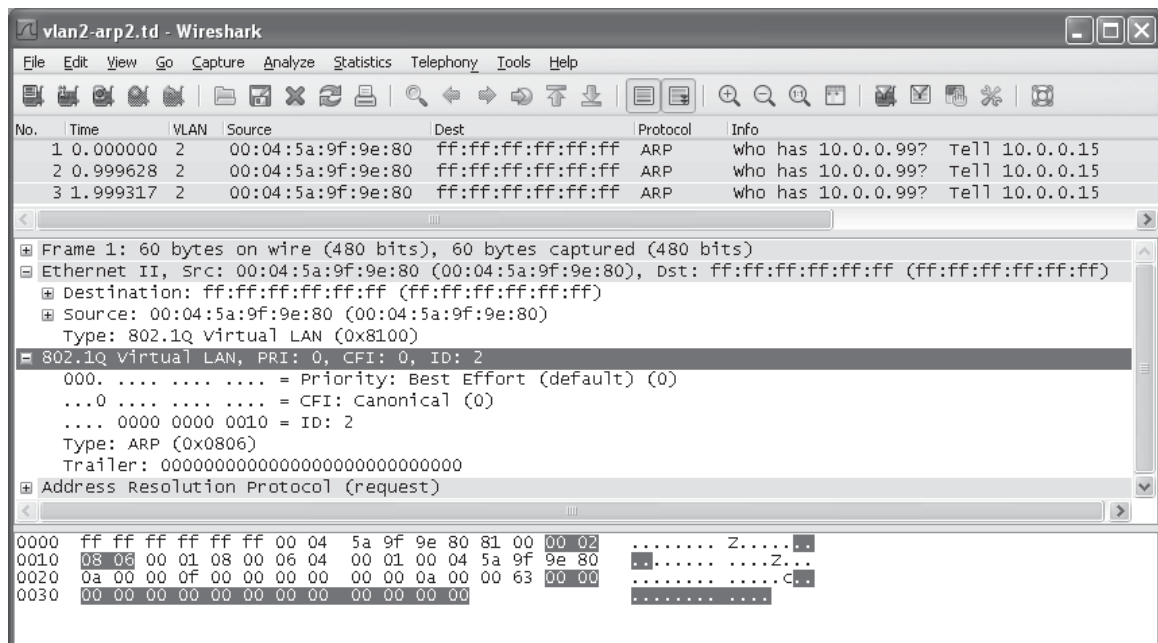 vlan2-arp2.td - Wireshark
File Edit View Go Capture Analyze Statistics Telephony Tools Help
No. Time VLAN Source Dest Protocol Info
1 0.000000 2 00:04:5a:9f:9e:80 ff:ff:ff:ff:ff:ff ARP Who has 10.0.0.99? Tell 10.0.0.15
2 0.999628 2 00:04:5a:9f:9e:80 ff:ff:ff:ff:ff:ff ARP Who has 10.0.0.99? Tell 10.0.0.15
3 1.999317 2 00:04:5a:9f:9e:80 ff:ff:ff:ff:ff:ff ARP Who has 10.0.0.99? Tell 10.0.0.15
Frame 1: 60 bytes on wire (480 bits), 60 bytes captured (480 bits)
Ethernet II, Src: 00:04:5a:9f:9e:80 (00:04:5a:9f:9e:80), Dst: ff:ff:ff:ff:ff:ff (ff:ff:ff:ff:ff:ff)
Destination: ff:ff:ff:ff:ff:ff (ff:ff:ff:ff:ff:ff)
Source: 00:04:5a:9f:9e:80 (00:04:5a:9f:9e:80)
Type: 802.1Q Virtual LAN (0x8100)
802.1Q Virtual LAN, PRI: 0, CFI: 0, ID: 2
000. .... .... .... = Priority: Best Effort (default) (0)
...0 .... .... .... = CFI: Canonical (0)
.... 0000 0000 0010 = ID: 2
Type: ARP (0x0806)
Trailer: 0000000000000000000000000000
Address Resolution Protocol (request)
0000 ff ff ff ff ff ff 00 04 5a 9f 9e 80 81 00 00 02 ........ Z.......
0010 08 06 00 01 08 00 06 04 00 01 00 04 5a 9f 9e 80 ........ ....Z...
0020 0a 00 00 0f 00 00 00 00 00 00 0a 00 00 63 00 00 ........ .....c..
0030 00 00 00 00 00 00 00 00 00 00 00 00 ........ ....